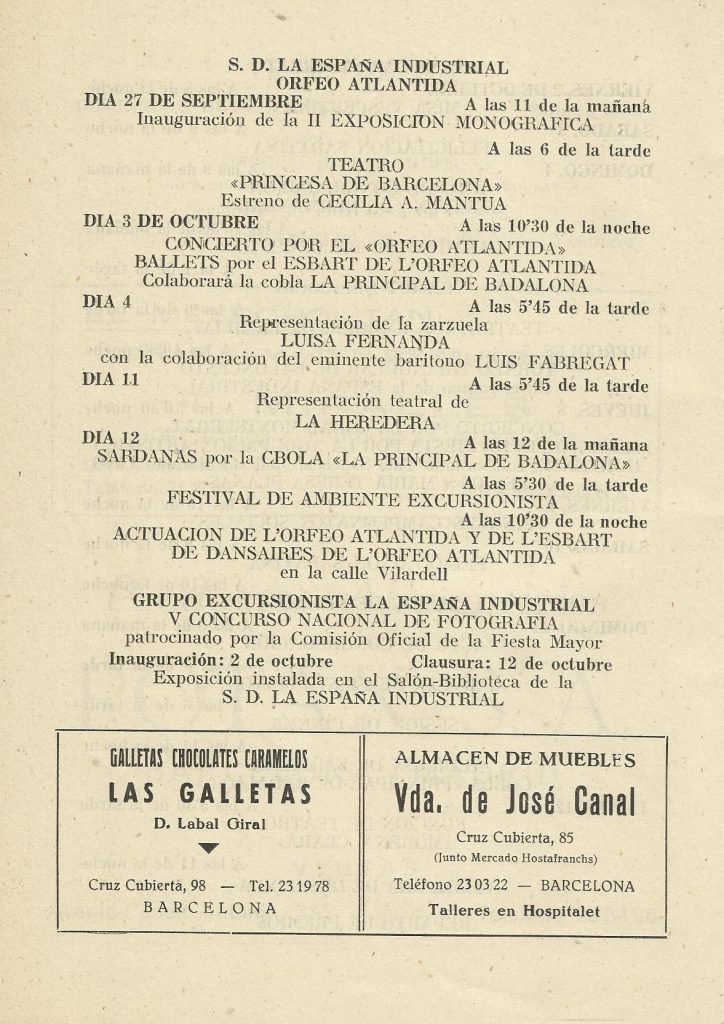 S. D. LA ESPAÑA INDUSTRIAL
ORFEO ATLANTIDA
DIA 27 DE SEPTIEMBRE A las 11 de la mañana
Inauguración de la II EXPOSICION MONOGRAFICA
A las 6 de la tarde
TEATRO
«PRINCESA DE BARCELONA»
Estreno de CECILIA A. MANTUA
DIA 3 DE OCTUBRE A las 10'30 de la noche
CONCIERTO POR EL «ORFEO ATLANTIDA»
BALLETS por el ESBART DE L'ORFEO ATLANTIDA
Colaborará la cobla LA PRINCIPAL DE BADALONA
DIA 4 A las 5'45 de la tarde
Representación de la zarzuela
LUISA FERNANDA
con la colaboración del eminente barítono LUIS FABREGAT
DIA 11 A las 5'45 de la tarde
Representación teatral de
LA HEREDERA
DIA 12 A las 12 de la mañana
SARDANAS por la CBOLA «LA PRINCIPAL DE BADALONA»
A las 5'30 de la tarde
FESTIVAL DE AMBIENTE EXCURSIONISTA
A las 10'30 de la noche
ACTUACION DE L'ORFEO ATLANTIDA Y DE L'ESBART
DE DANSAIRES DE L'ORFEO ATLANTIDA
en la calle Vilardell
GRUPO EXCURSIONISTA LA ESPAÑA INDUSTRIAL
V CONCURSO NACIONAL DE FOTOGRAFIA
patrocinado por la Comisión Oficial de la Fiesta Mayor
Inauguración: 2 de octubre Clausura: 12 de octubre
Exposición instalada en el Salón-Biblioteca de la
S. D. LA ESPAÑA INDUSTRIAL
GALLETAS CHOCOLATES CARAMELOS
LAS GALLETAS
D. Labal Giral
Cruz Cubierta, 98 — Tel. 23 19 78
BARCELONA
ALMACEN DE MUEBLES
Vda. de José Canal
Cruz Cubierta, 85
(Junto Mercado Hostafranchs)
Teléfono 23 03 22 — BARCELONA
Talleres en Hospitalet